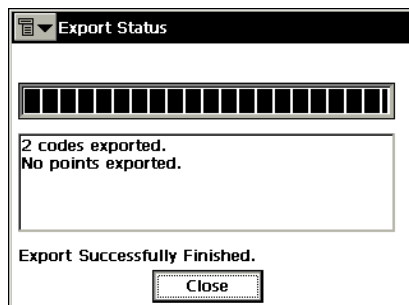 Export Status
2 codes exported.
No points exported.
Export Successfully Finished.
Close